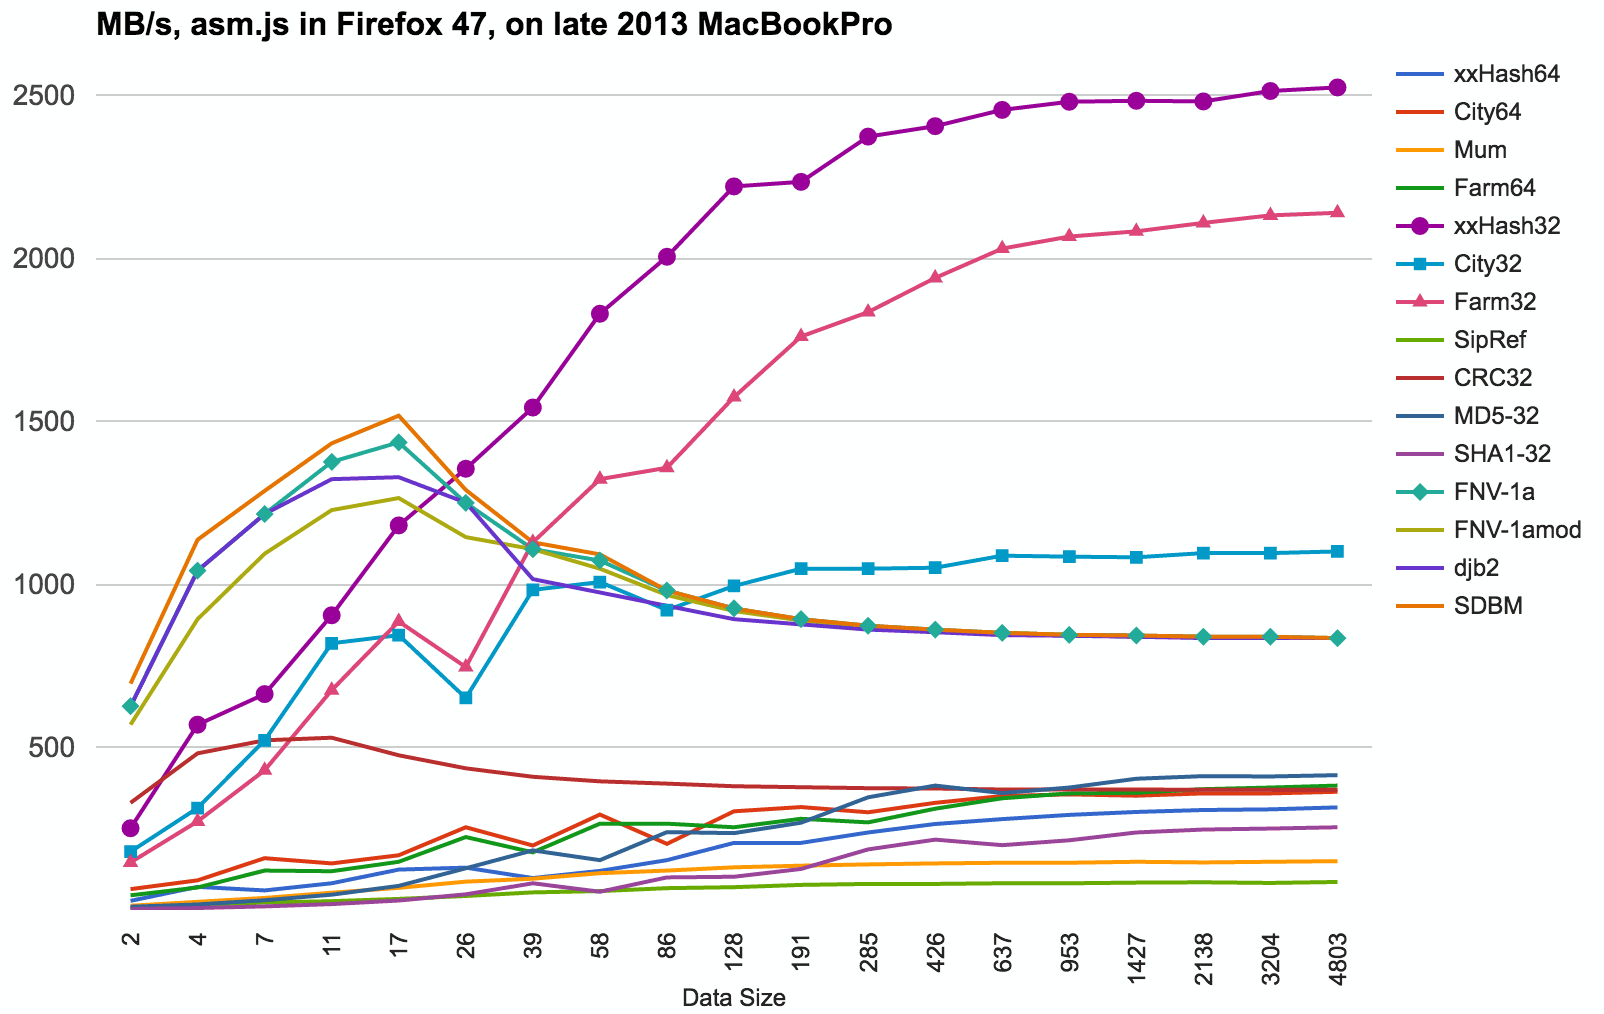 MB/s, asm.js in Firefox 47, on late 2013 MacBookPro
2500
2000
1500
1000
500
2
4
7
11
17
26
39
58
86
128
191
285
426
637
953
1427
2138
3204
4803
Data Size
xxHash64
City64
Mum
Farm64
xxHash32
City32
Farm32
SipRef
CRC32
MD5-32
SHA1-32
FNV-1a
FNV-1amod
djb2
SDBM